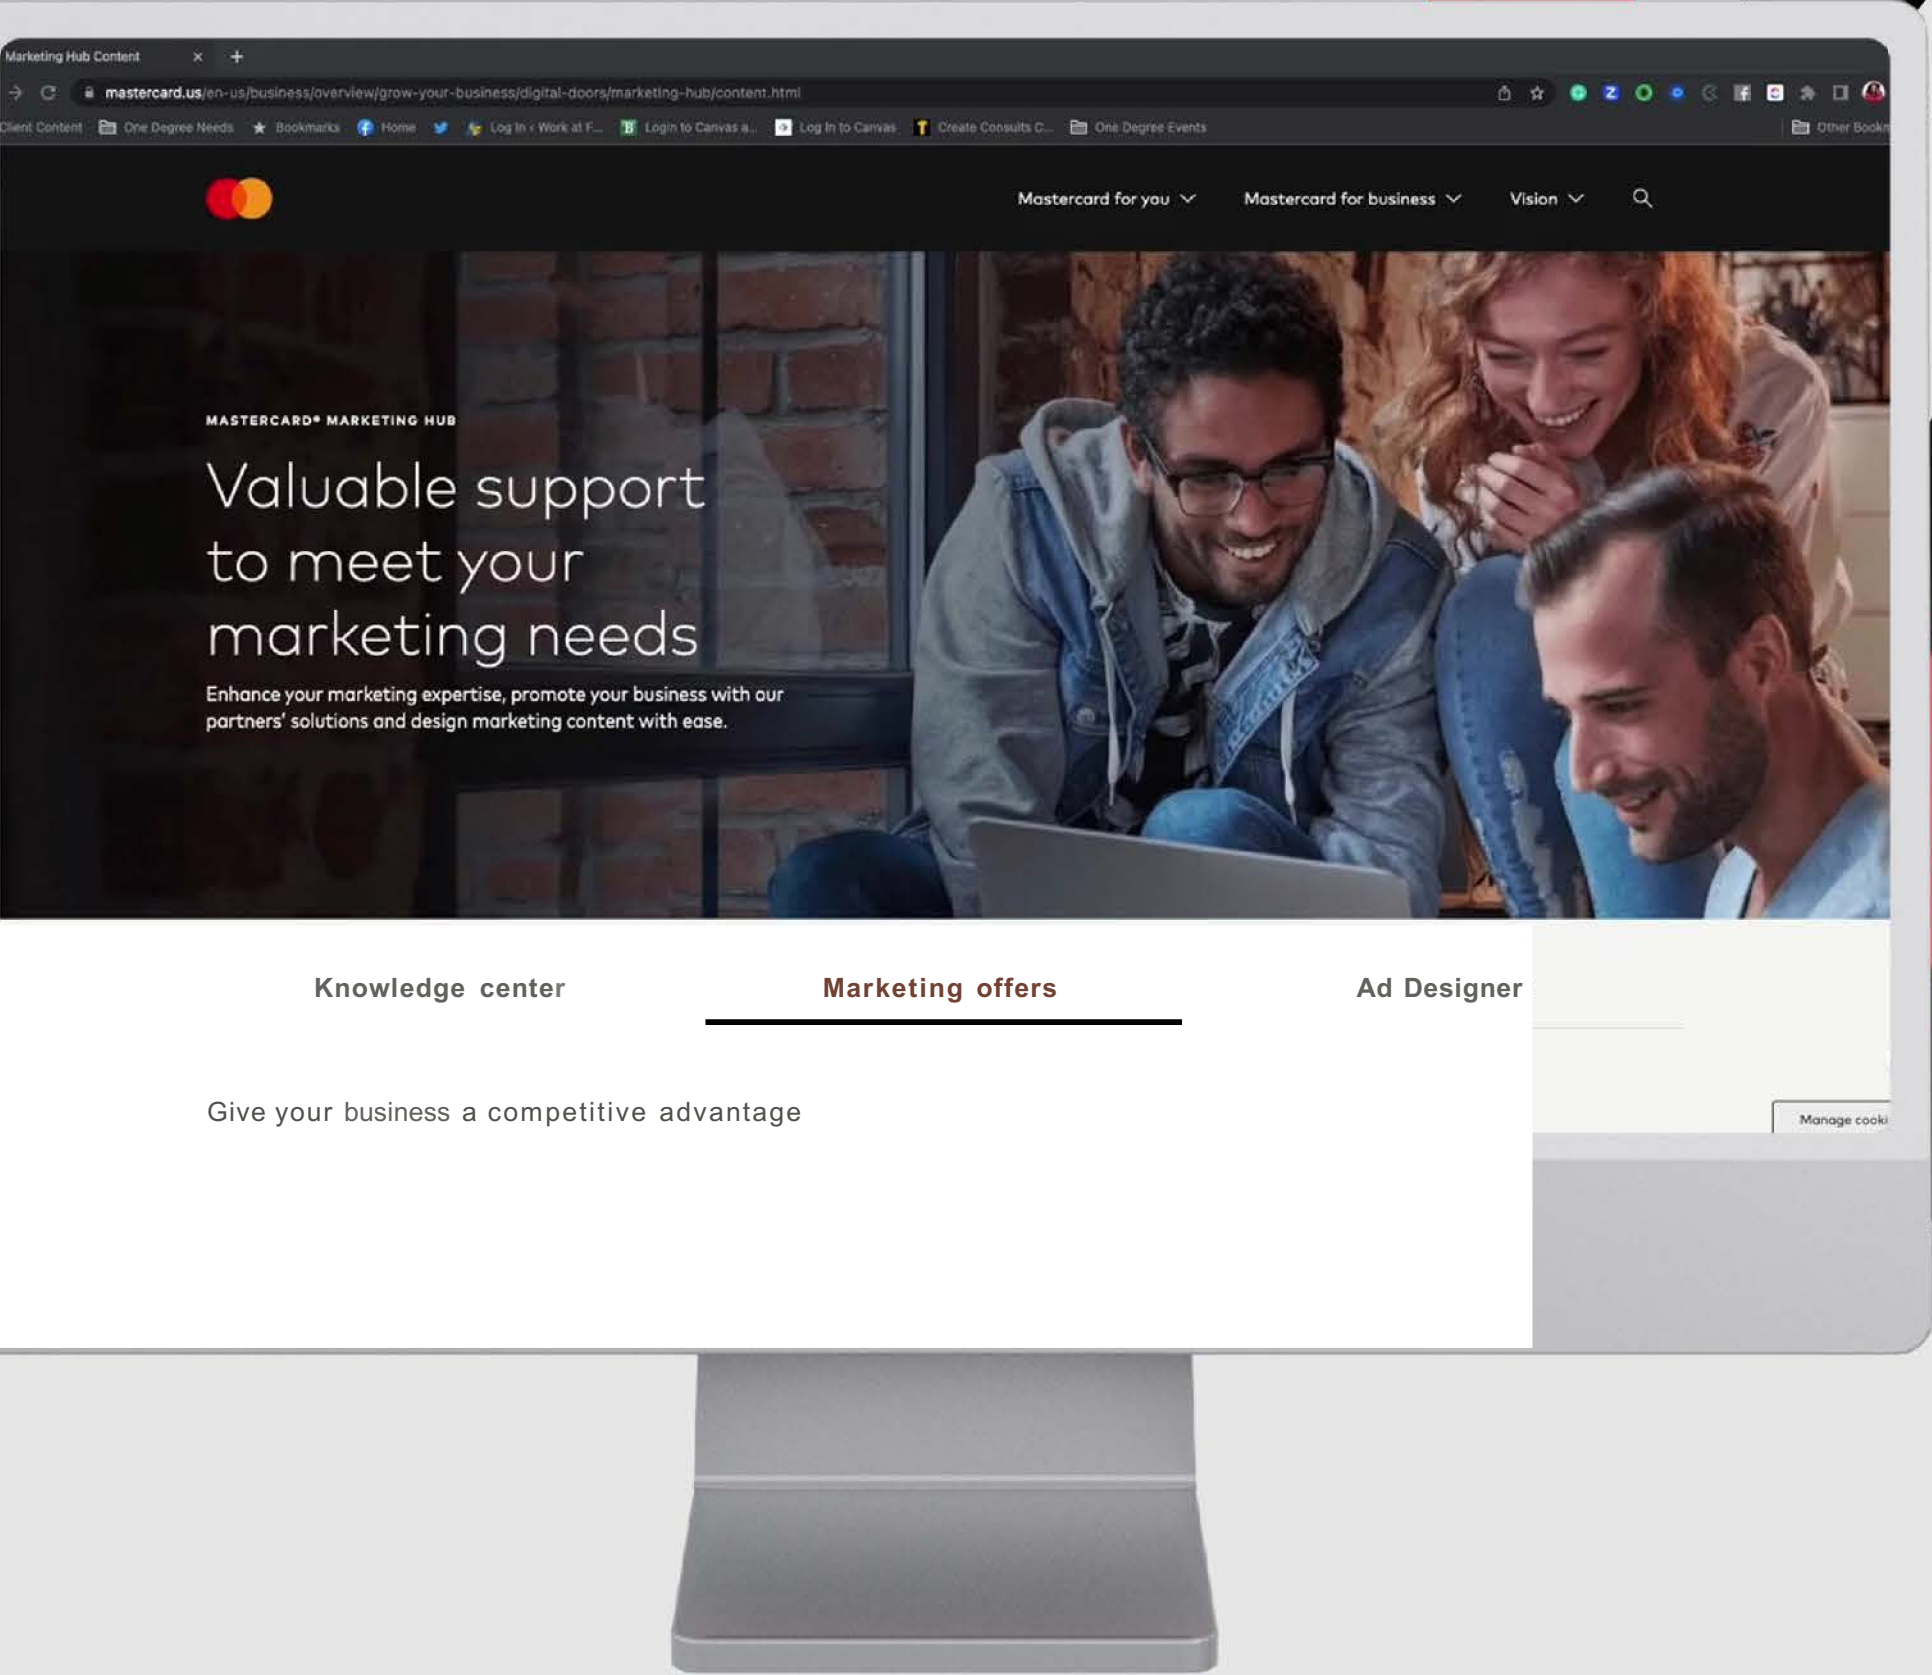 Marketing Hub Content
mastercard.us/en-us/business/overview/grow-your-business/digital-doors/marketing-hub/content.html
Client Content One Degree Needs Bookmarks Home Log In ‹ Work at F... Login to Canvas a... Log In to Canvas Create Consults C... One Degree Events Other Bookm
Mastercard for you Mastercard for business Vision
MASTERCARD® MARKETING HUB
Valuable support
to meet your
marketing needs
Enhance your marketing expertise, promote your business with our
partners' solutions and design marketing content with ease.
Knowledge center Marketing offers Ad Designer
Give your business a competitive advantage
Manage cooki